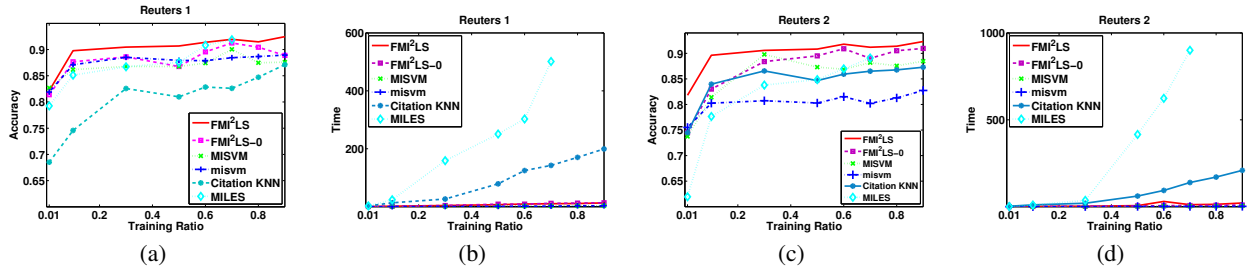 Reuters 1
Accuracy
0.9
0.85
0.8
0.75
0.7
0.65
FMI²LS
FMI²LS-0
MISVM
misvm
Citation KNN
MILES
0.01 0.2 0.4 0.6 0.8
Training Ratio
(a)
Reuters 1
Time
600
400
200
FMI²LS
FMI²LS-0
MISVM
misvm
Citation KNN
MILES
0.01 0.2 0.4 0.6 0.8
Training Ratio
(b)
Reuters 2
Accuracy
0.9
0.85
0.8
0.75
0.7
0.65
FMI²LS
FMI²LS-0
MISVM
misvm
Citation KNN
MILES
0.01 0.2 0.4 0.6 0.8
Training Ratio
(c)
Reuters 2
Time
1000
500
FMI²LS
FMI²LS-0
MISVM
misvm
Citation KNN
MILES
0.01 0.2 0.4 0.6 0.8
Training Ratio
(d)